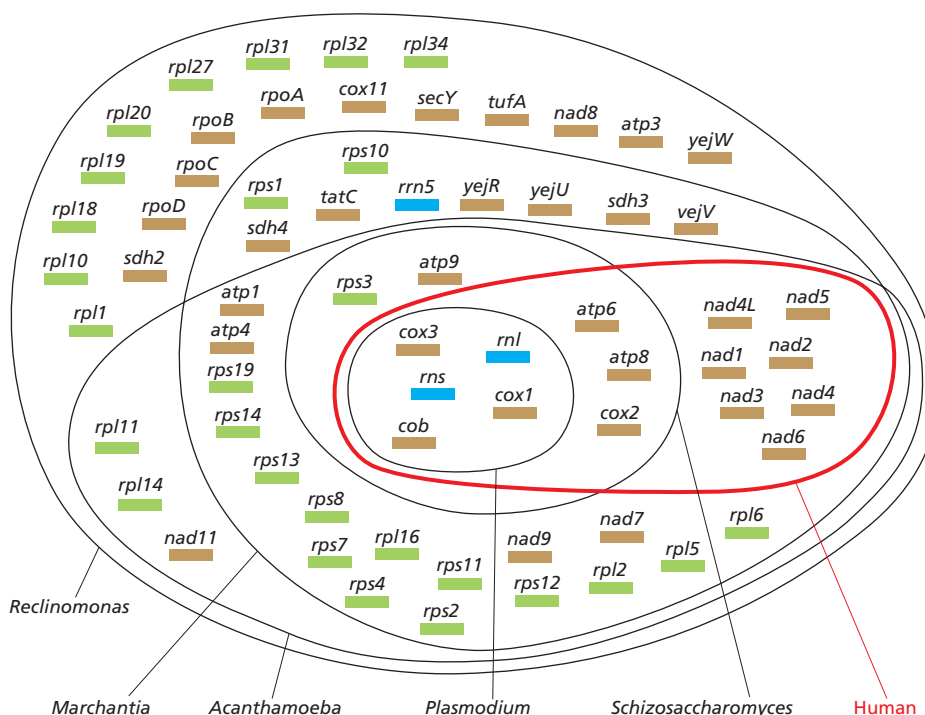 rpl31 rpl32 rpl34
rpl27
rpoA cox11 secY tufA nad8 atp3 yejW
rpl20 rpoB
rps10
rpl19 rpoC rps1 tatC rrn5 yejR yejU sdh3 vejV
rpl18 rpoD sdh4
rpl10 sdh2 atp9
rpl1 atp1 rps3 atp6 nad4L nad5
atp4 cox3 rnl nad1 nad2
rps19 rns atp8
rps14 cob cox1 cox2 nad3 nad4
rpl11 nad6
rps13
rpl14 rps8 nad7 rpl6
nad11 rps7 rpl16 nad9 rpl5
rps4 rps11 rps12 rpl2
rps2
Reclinomonas
Marchantia Acanthamoeba Plasmodium Schizosaccharomyces Human